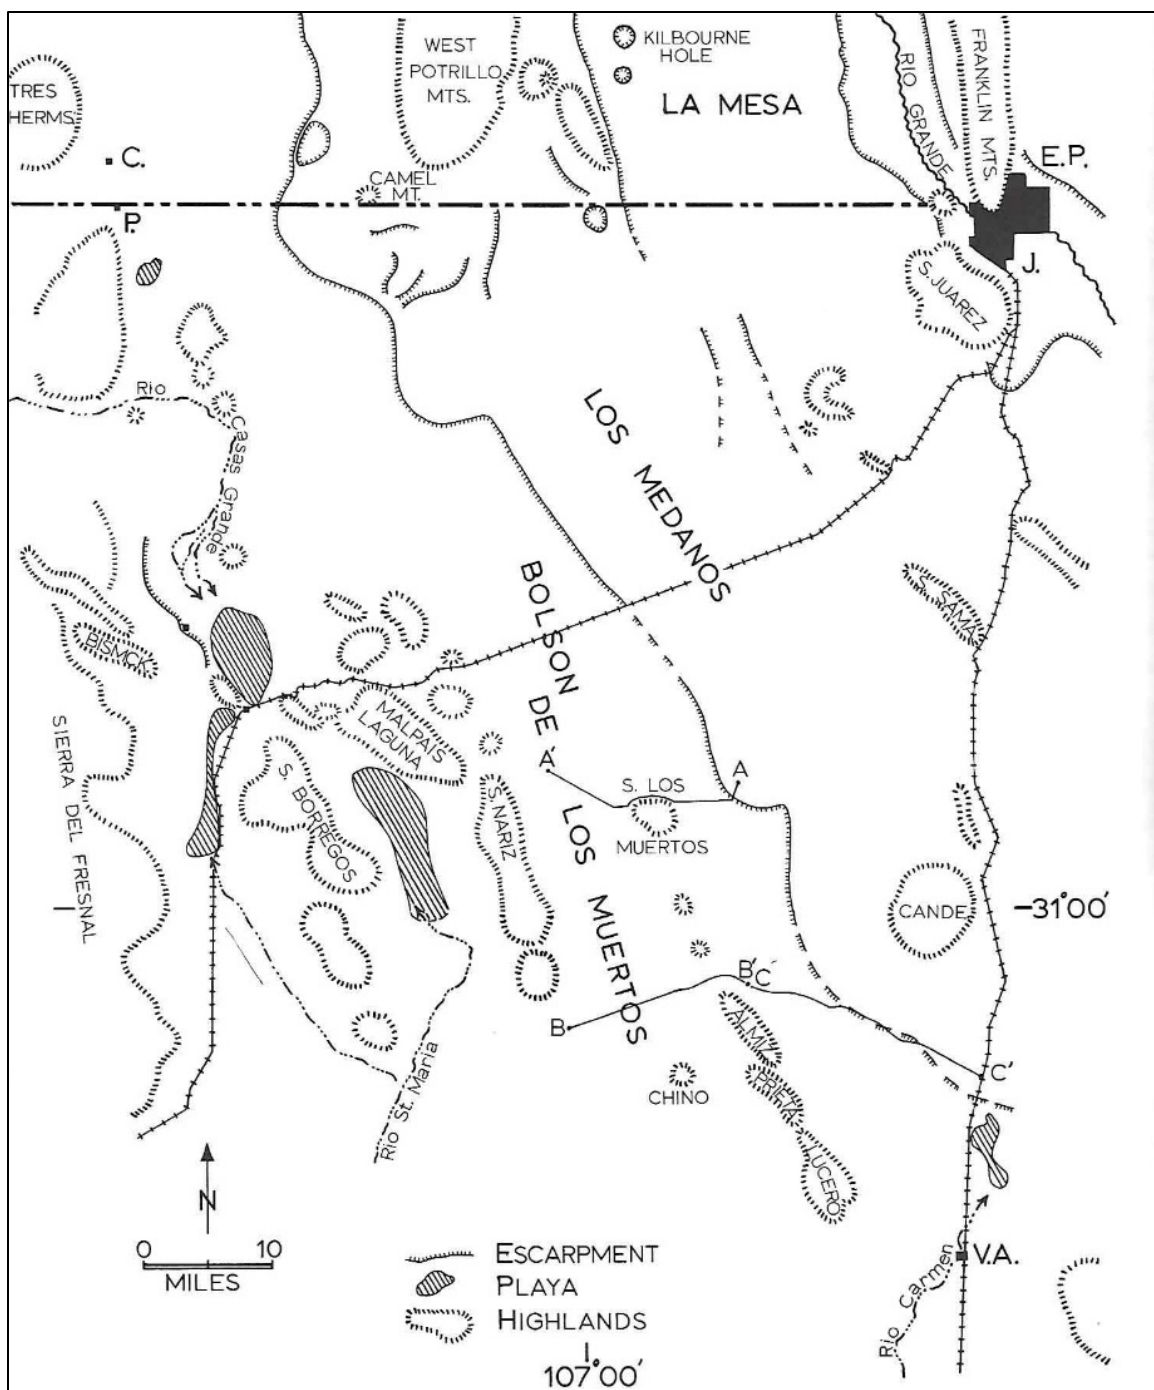 WEST
POTRILLO
MTS.
KILBOURNE
HOLE
LA MESA
RIO GRANDE
FRANKLIN MTS.
TRES
HERMS.
C.
E.P.
CAMEL
MT.
P.
J.
S. JUAREZ
Rio Casas Grande
LOS MEDANOS
BOLSON DE LOS MUERTOS
S. SAMA
BISMCK.
SIERRA DEL FRESNAL
MALPAIS
LAGUNA
S. BORREGOS
S. NARIZ
A'
A
S. LOS
MUERTOS
CANDE.
31°00'
B
B'C'
ALMIZ
C'
CHINO
PRIETA
LUCERO
Rio St. Maria
N
0 10
MILES
ESCARPMENT
PLAYA
HIGHLANDS
V.A.
Rio Carmen
107°00'